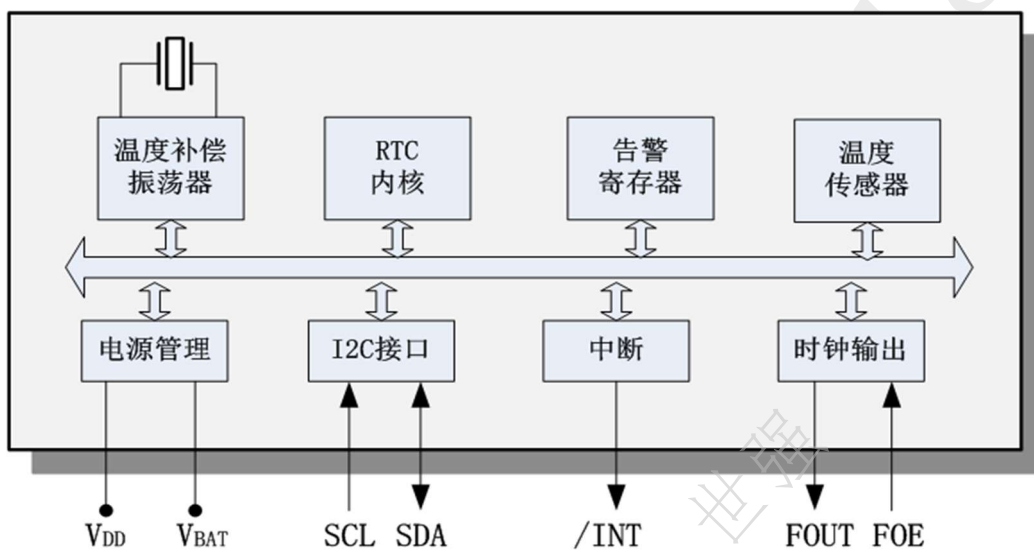 温度补偿
振荡器
RTC
内核
告警
寄存器
温度
传感器
电源管理
I2C接口
中断
时钟输出
世强
VDD VBAT SCL SDA /INT FOUT FOE